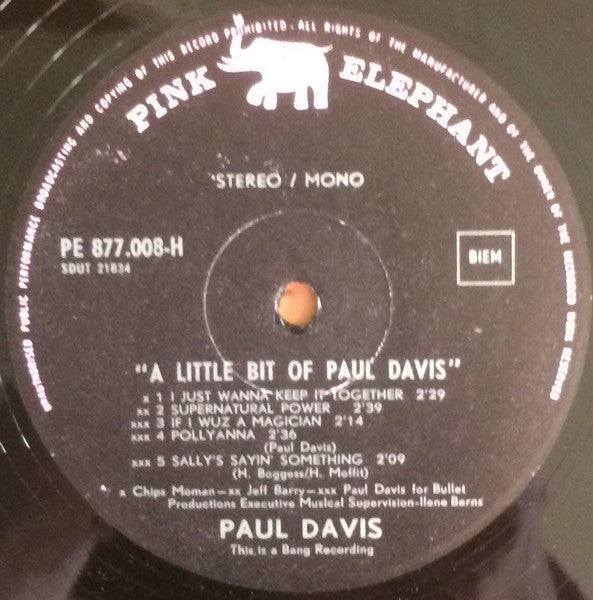 UNAUTHORISED PUBLIC PERFORMANCE BROADCASTING AND COPYING OF THIS RECORD PROHIBITED · ALL RIGHTS OF THE MANUFACTURER AND OF THE OWNER OF THE RECORDED WORK RESERVED
PINK ELEPHANT
STEREO / MONO
PE 877.008-H
SDUT 21834
BIEM
"A LITTLE BIT OF PAUL DAVIS"
x 1 I JUST WANNA KEEP IT TOGETHER 2'29
xx 2 SUPERNATURAL POWER 2'39
xxx 3 IF I WUZ A MAGICIAN 2'14
xxx 4 POLLYANNA 2'36
(Paul Davis)
xxx 5 SALLY'S SAYIN' SOMETHING 2'09
(H. Boggess/H. Moffit)
x Chips Moman–xx Jeff Barry–xxx Paul Davis for Bullet
Productions Executive Musical Supervision-Ilene Berns
PAUL DAVIS
This is a Bang Recording